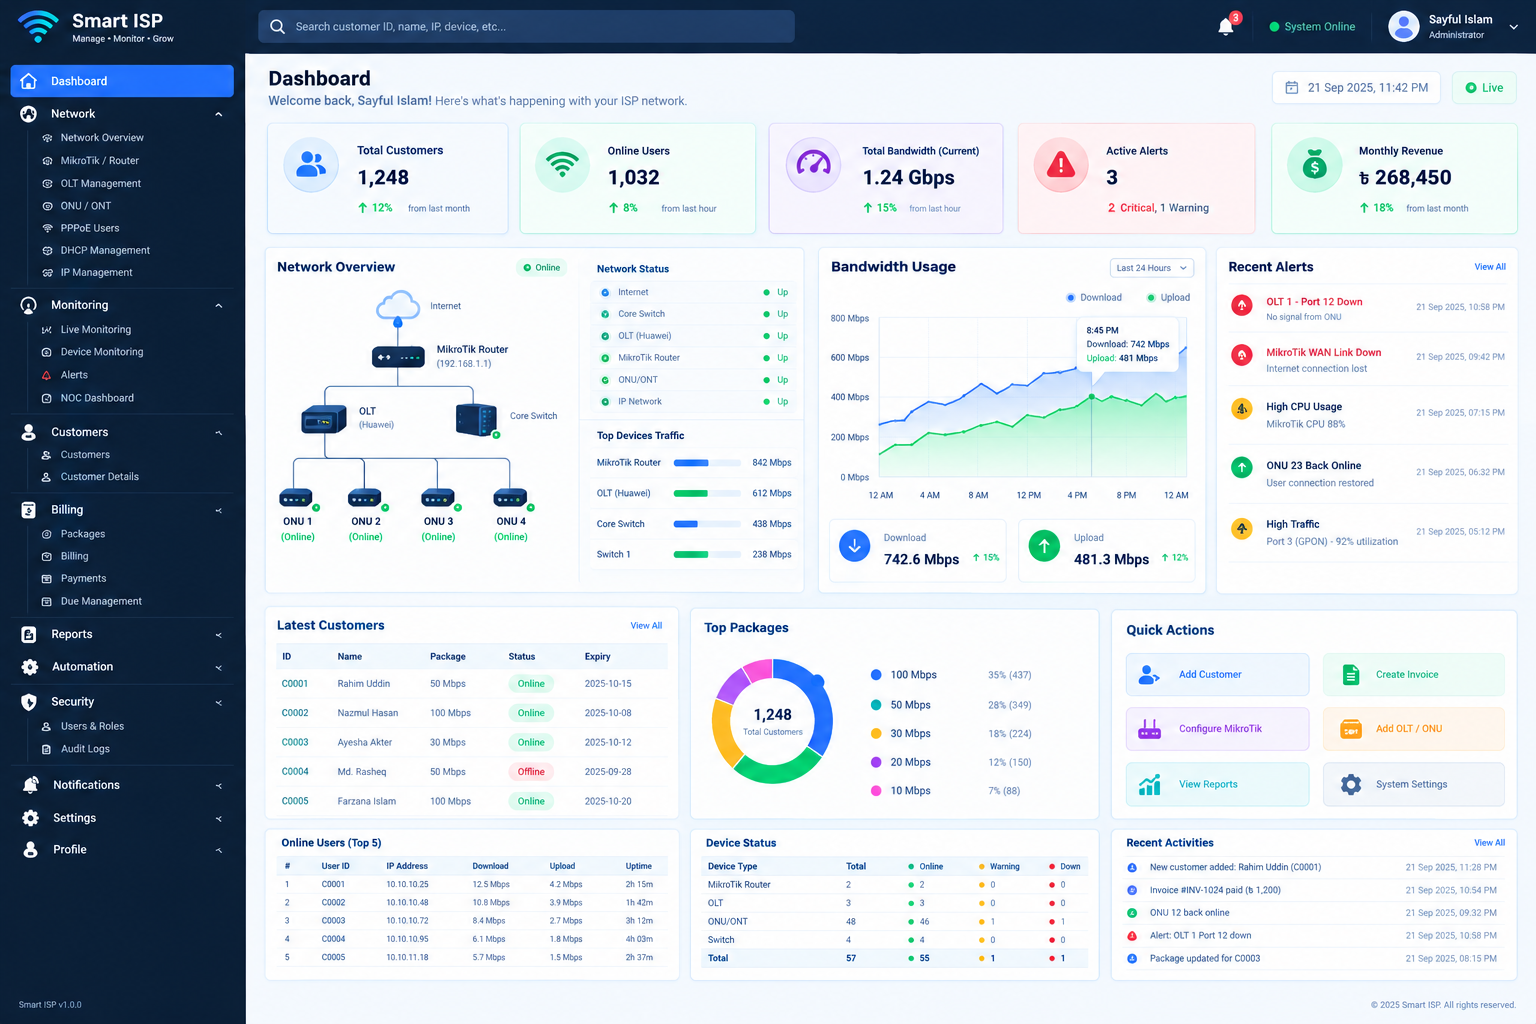 Smart ISP
Manage • Monitor • Grow
Search customer ID, name, IP, device, etc...
3
System Online
Sayful Islam
Administrator
Dashboard
Network
Network Overview
MikroTik / Router
OLT Management
ONU / ONT
PPPoE Users
DHCP Management
IP Management
Monitoring
Live Monitoring
Device Monitoring
Alerts
NOC Dashboard
Customers
Customers
Customer Details
Billing
Packages
Billing
Payments
Due Management
Reports
Automation
Security
Users & Roles
Audit Logs
Notifications
Settings
Profile
Smart ISP v1.0.0
Dashboard
Welcome back, Sayful Islam! Here's what's happening with your ISP network.
21 Sep 2025, 11:42 PM
Live
Total Customers
1,248
↑ 12% from last month
Online Users
1,032
↑ 8% from last hour
Total Bandwidth (Current)
1.24 Gbps
↑ 15% from last hour
Active Alerts
3
2 Critical, 1 Warning
Monthly Revenue
৳ 268,450
↑ 18% from last month
Network Overview
Online
Internet
MikroTik Router
(192.168.1.1)
OLT
(Huawei)
Core Switch
ONU 1
(Online)
ONU 2
(Online)
ONU 3
(Online)
ONU 4
(Online)
Network Status
Internet Up
Core Switch Up
OLT (Huawei) Up
MikroTik Router Up
ONU/ONT Up
IP Network Up
Top Devices Traffic
MikroTik Router 842 Mbps
OLT (Huawei) 612 Mbps
Core Switch 438 Mbps
Switch 1 238 Mbps
Bandwidth Usage
Last 24 Hours
Download Upload
800 Mbps
600 Mbps
400 Mbps
200 Mbps
0 Mbps
8:45 PM
Download: 742 Mbps
Upload: 481 Mbps
12 AM 4 AM 8 AM 12 PM 4 PM 8 PM 12 AM
Download
742.6 Mbps ↑ 15%
Upload
481.3 Mbps ↑ 12%
Recent Alerts
View All
OLT 1 - Port 12 Down
No signal from ONU
21 Sep 2025, 10:58 PM
MikroTik WAN Link Down
Internet connection lost
21 Sep 2025, 09:42 PM
High CPU Usage
MikroTik CPU 88%
21 Sep 2025, 07:15 PM
ONU 23 Back Online
User connection restored
21 Sep 2025, 06:32 PM
High Traffic
Port 3 (GPON) - 92% utilization
21 Sep 2025, 05:12 PM
Latest Customers
View All
ID Name Package Status Expiry
C0001 Rahim Uddin 50 Mbps Online 2025-10-15
C0002 Nazmul Hasan 100 Mbps Online 2025-10-08
C0003 Ayesha Akter 30 Mbps Online 2025-10-12
C0004 Md. Rasheq 50 Mbps Offline 2025-09-28
C0005 Farzana Islam 100 Mbps Online 2025-10-20
Top Packages
1,248
Total Customers
100 Mbps 35% (437)
50 Mbps 28% (349)
30 Mbps 18% (224)
20 Mbps 12% (150)
10 Mbps 7% (88)
Quick Actions
Add Customer
Create Invoice
Configure MikroTik
Add OLT / ONU
View Reports
System Settings
Online Users (Top 5)
# User ID IP Address Download Upload Uptime
1 C0001 10.10.10.25 12.5 Mbps 4.2 Mbps 2h 15m
2 C0002 10.10.10.48 10.8 Mbps 3.9 Mbps 1h 42m
3 C0003 10.10.10.72 8.4 Mbps 2.7 Mbps 3h 12m
4 C0004 10.10.10.95 6.1 Mbps 1.8 Mbps 4h 03m
5 C0005 10.10.11.18 5.7 Mbps 1.5 Mbps 2h 37m
Device Status
Device Type Total Online Warning Down
MikroTik Router 2 2 0 0
OLT 3 3 0 0
ONU/ONT 48 46 1 1
Switch 4 4 0 0
Total 57 55 1 1
Recent Activities
View All
New customer added: Rahim Uddin (C0001) 21 Sep 2025, 11:28 PM
Invoice #INV-1024 paid (৳ 1,200) 21 Sep 2025, 10:54 PM
ONU 12 back online 21 Sep 2025, 09:32 PM
Alert: OLT 1 Port 12 down 21 Sep 2025, 10:58 PM
Package updated for C0003 21 Sep 2025, 08:15 PM
© 2025 Smart ISP. All rights reserved.